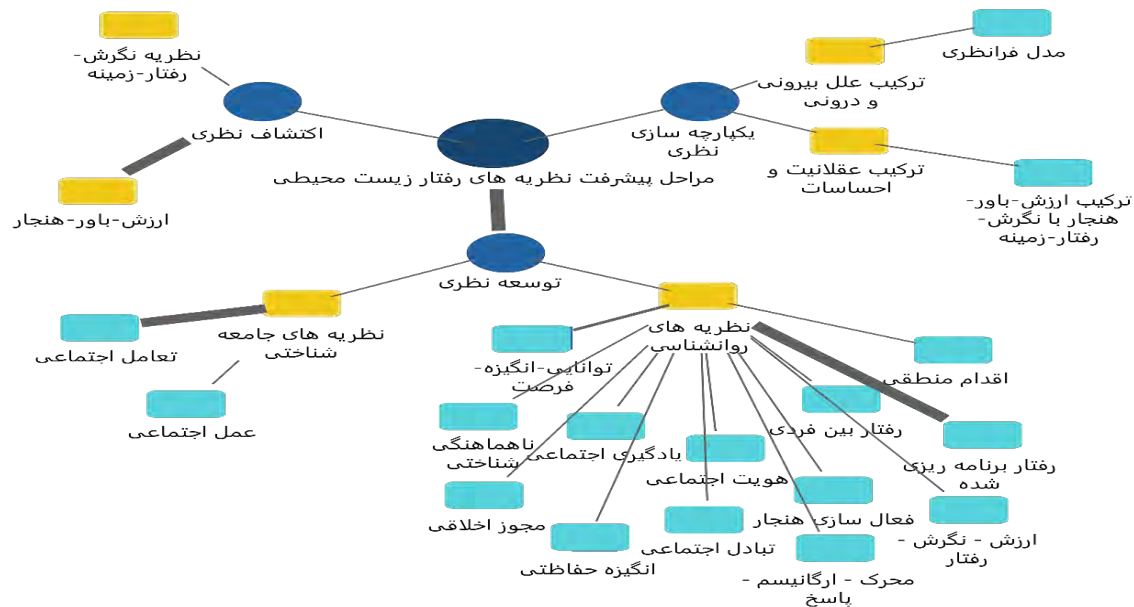 نظریه نگرش-
رفتار-زمینه
اکتشاف نظری
ارزش-باور-هنجار
مدل فرانظری
ترکیب علل بیرونی
و درونی
یکپارچه سازی
نظری
ترکیب عقلانیت و
احساسات
ترکیب ارزش-باور-
هنجار با نگرش-
رفتار-زمینه
مراحل پیشرفت نظریه های رفتار زیست محیطی
توسعه نظری
نظریه های جامعه
شناختی
تعامل اجتماعی
عمل اجتماعی
نظریه های
روانشناسی
توانایی-انگیزه-
فرصت
اقدام منطقی
رفتار بین فردی
رفتار برنامه ریزی
شده
ناهماهنگی
شناختی
یادگیری اجتماعی
هویت اجتماعی
مجوز اخلاقی
فعال سازی هنجار
ارزش - نگرش -
رفتار
انگیزه حفاظتی
تبادل اجتماعی
محرک - ارگانیسم -
پاسخ